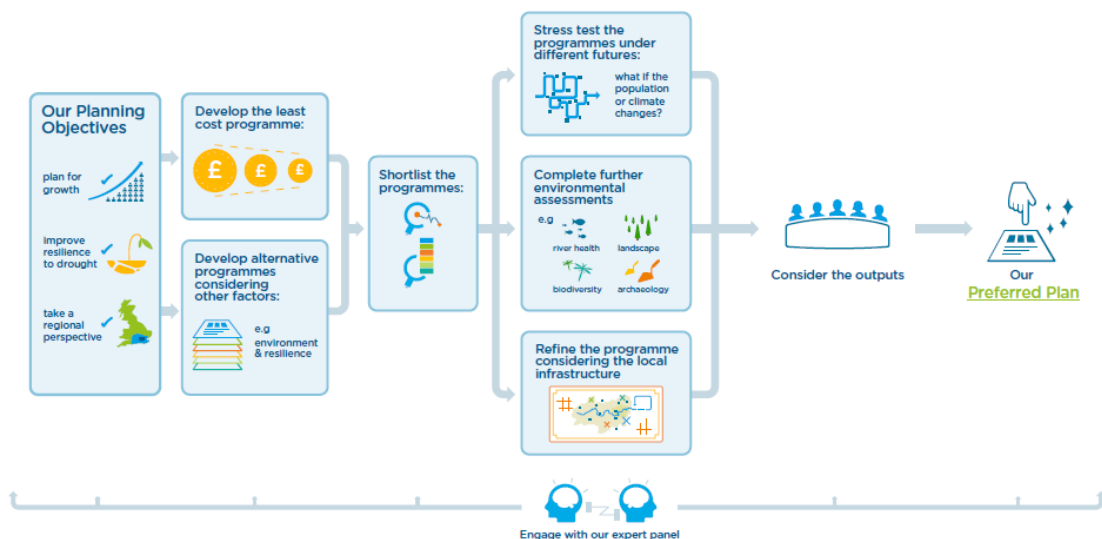 Our Planning
Objectives
plan for
growth
improve
resilience
to drought
take a
regional
perspective
Develop the least
cost programme:
£
£
£
Develop alternative
programmes
considering
other factors:
e.g
environment
& resilience
Shortlist the
programmes:
Stress test the
programmes under
different futures:
what if the
population
or climate
changes?
Complete further
environmental
assessments
e.g
river health
landscape
biodiversity
archaeology
Refine the programme
considering the local
infrastructure
Consider the outputs
Our
Preferred Plan
Engage with our expert panel